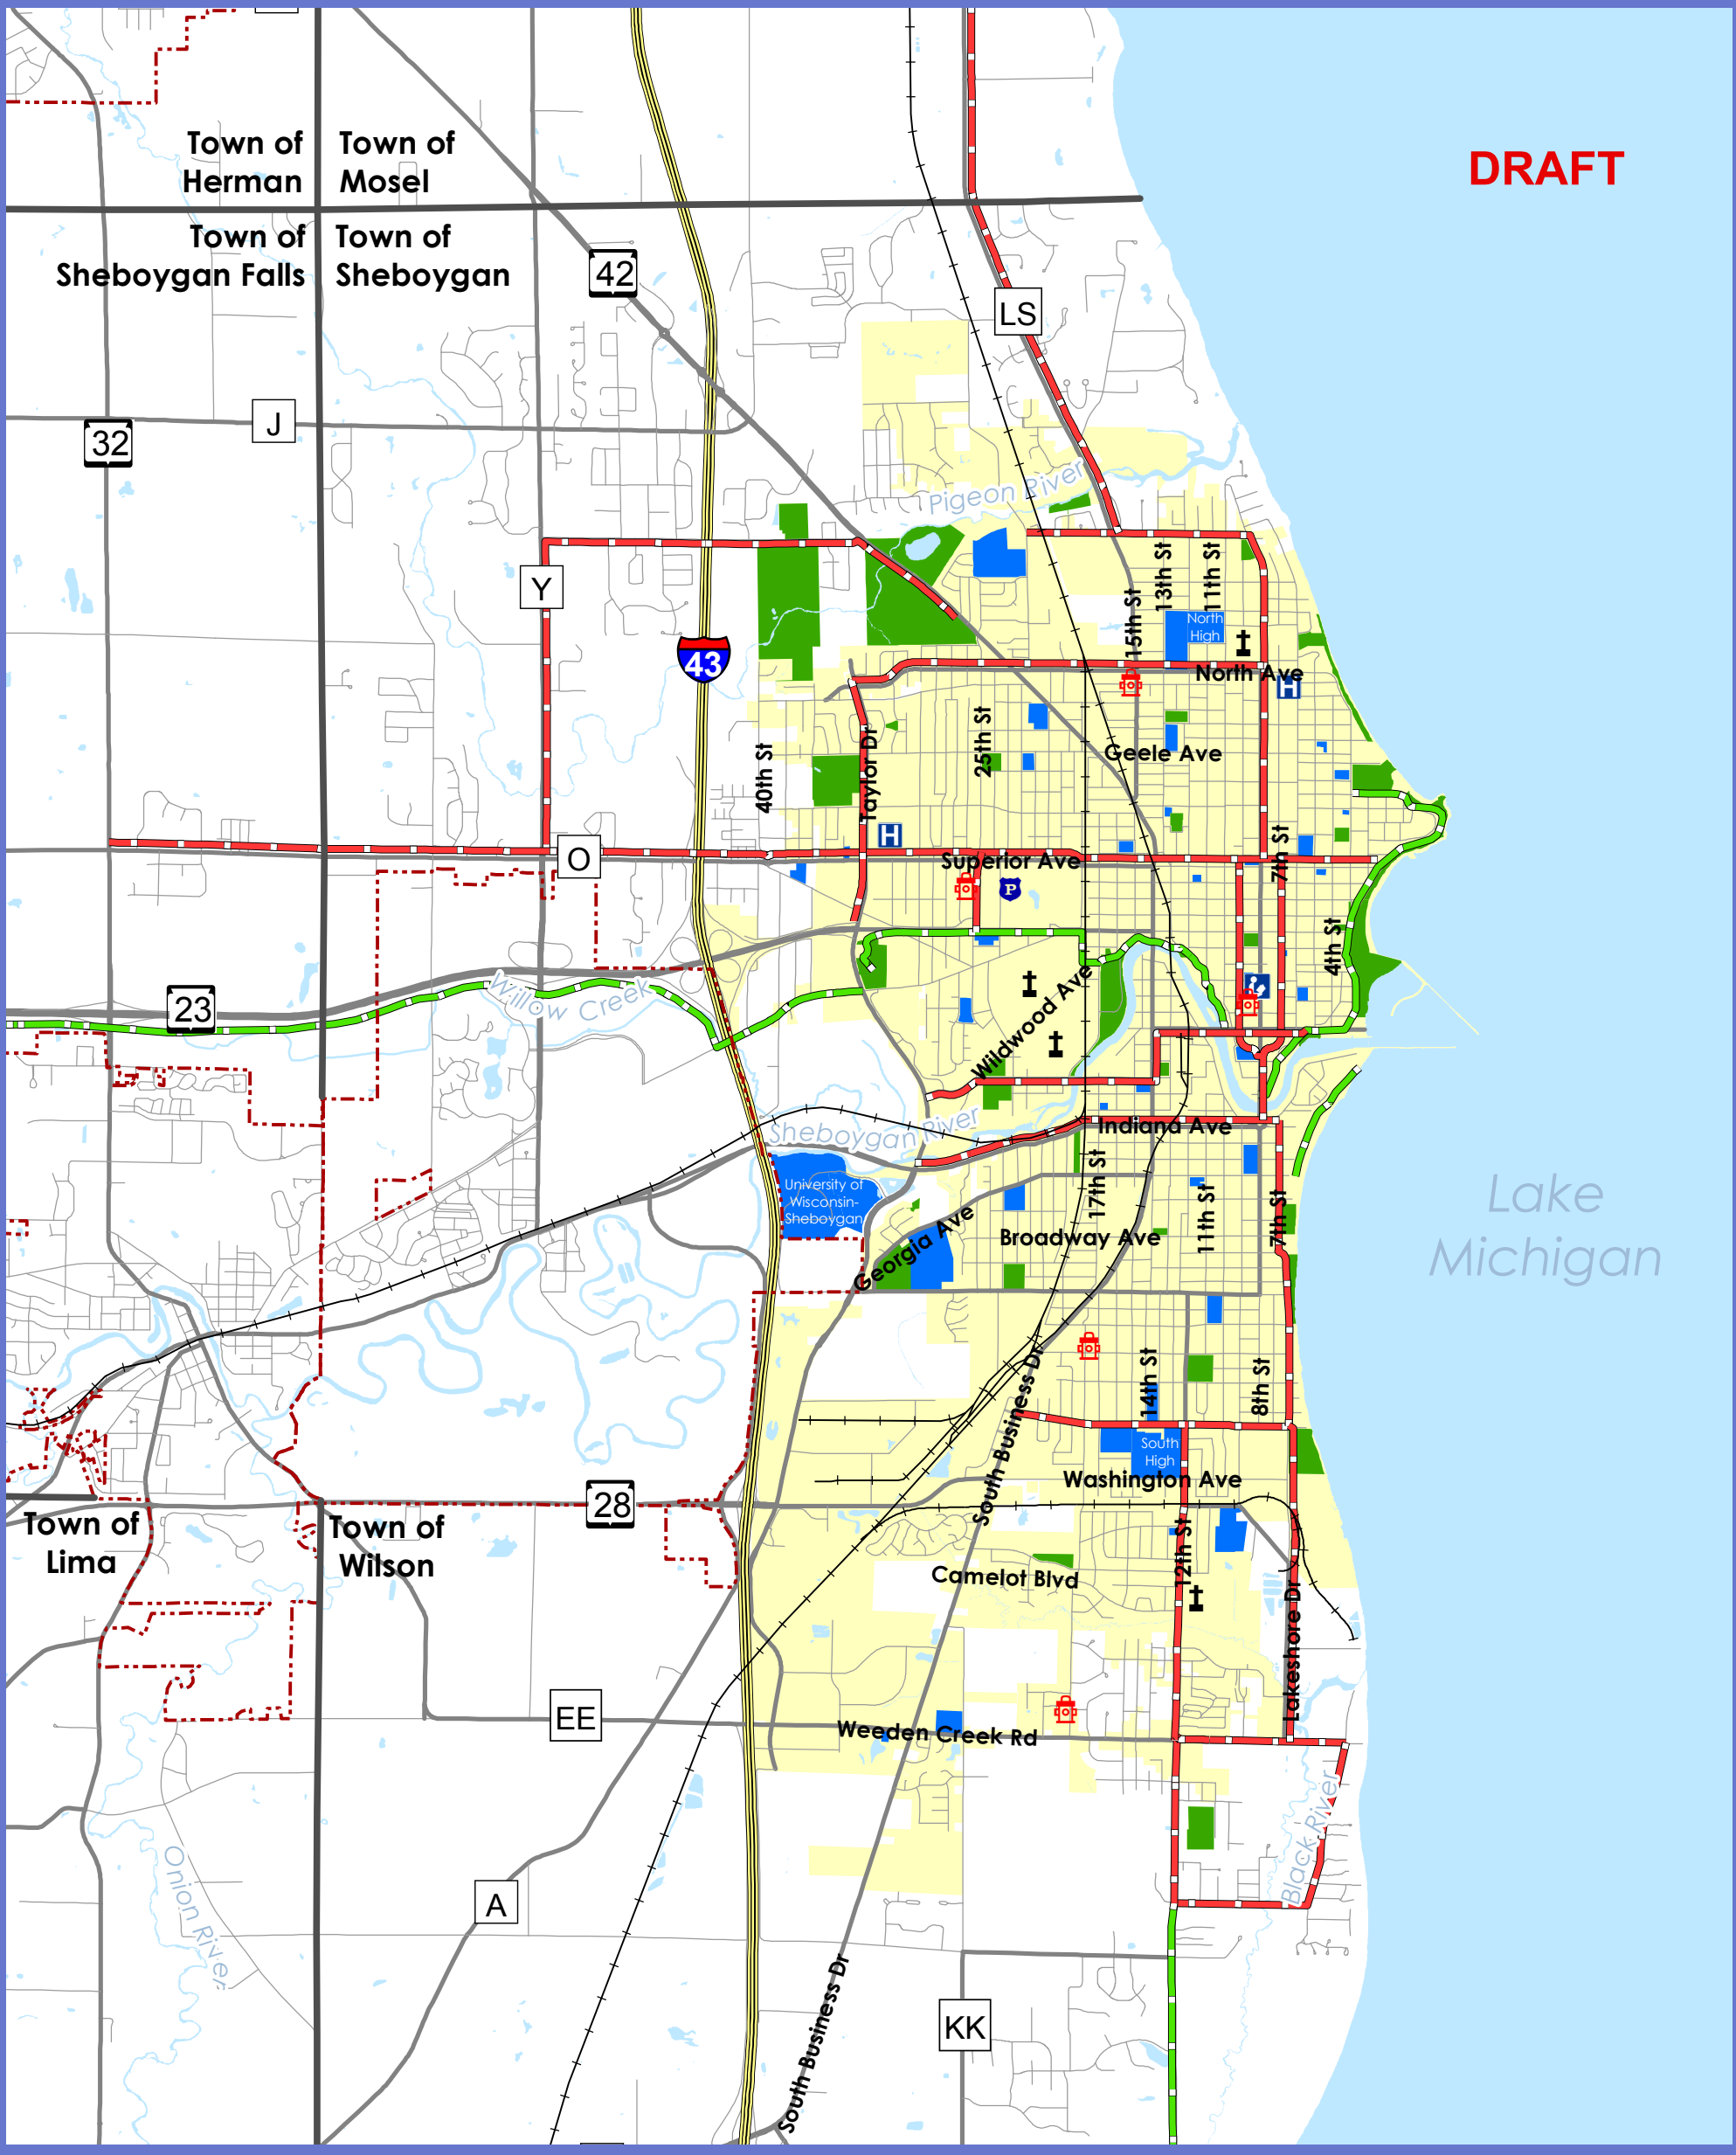 DRAFT
Town of
Herman
Town of
Mosel
Town of
Sheboygan Falls
Town of
Sheboygan
42
LS
J
32
Pigeon River
Y
13th St
11th St
15th St
North
High
43
North Ave
H
25th St
Geele Ave
40th St
Taylor Dr
H
O
Superior Ave
7th St
P
4th St
23
Willow Creek
Wildwood Ave
Sheboygan River
Indiana Ave
University of
Wisconsin-
Sheboygan
17th St
11th St
7th St
Georgia Ave
Broadway Ave
Lake
Michigan
14th St
8th St
South Business Dr
South
High
Washington Ave
28
Town of
Lima
Town of
Wilson
12th St
Camelot Blvd
Lakeshore Dr
EE
Weeden Creek Rd
Black River
Onion River
A
South Business Dr
KK